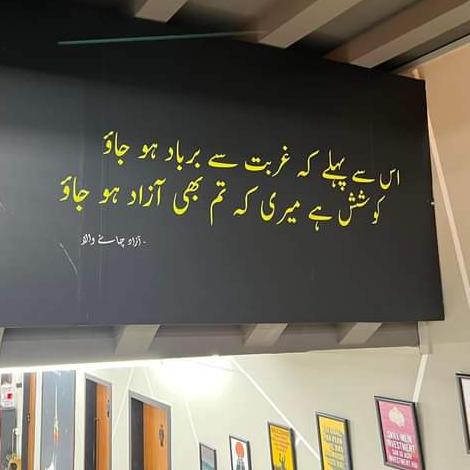 اس سے پہلے کہ غربت سے برباد ہو جاؤ
کوشش ہے میری کہ تم بھی آزاد ہو جاؤ
- آزاد چائے والا